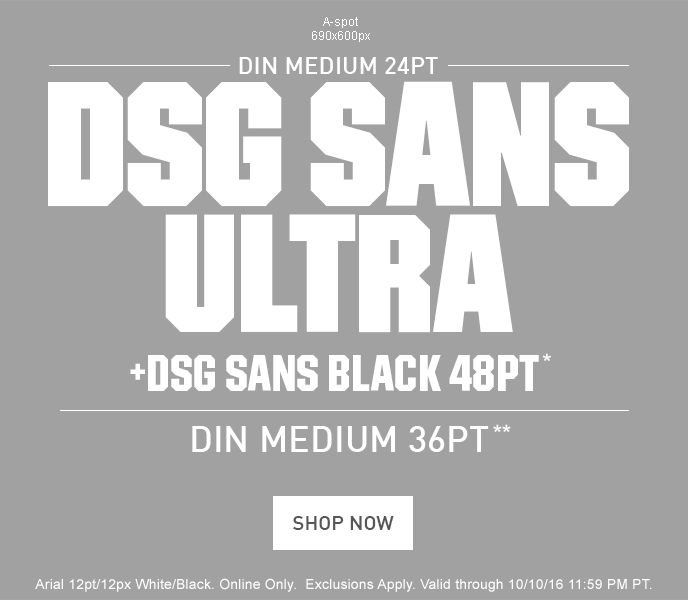 A-spot
690x600px
DIN MEDIUM 24PT
DSG SANS
ULTRA
+DSG SANS BLACK 48PT*
DIN MEDIUM 36PT**
SHOP NOW
Arial 12pt/12px White/Black. Online Only.  Exclusions Apply. Valid through 10/10/16 11:59 PM PT.